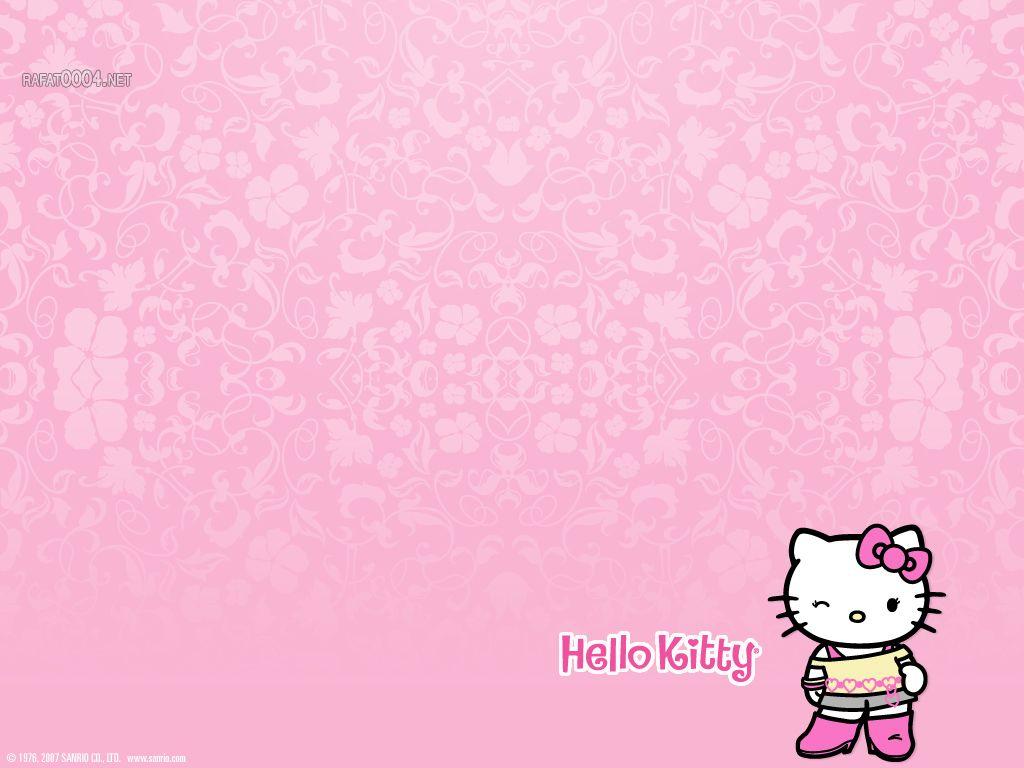 RAFAT0004.NET
Hello Kitty®
© 1976, 2007 SANRIO CO., LTD. www.sanrio.com